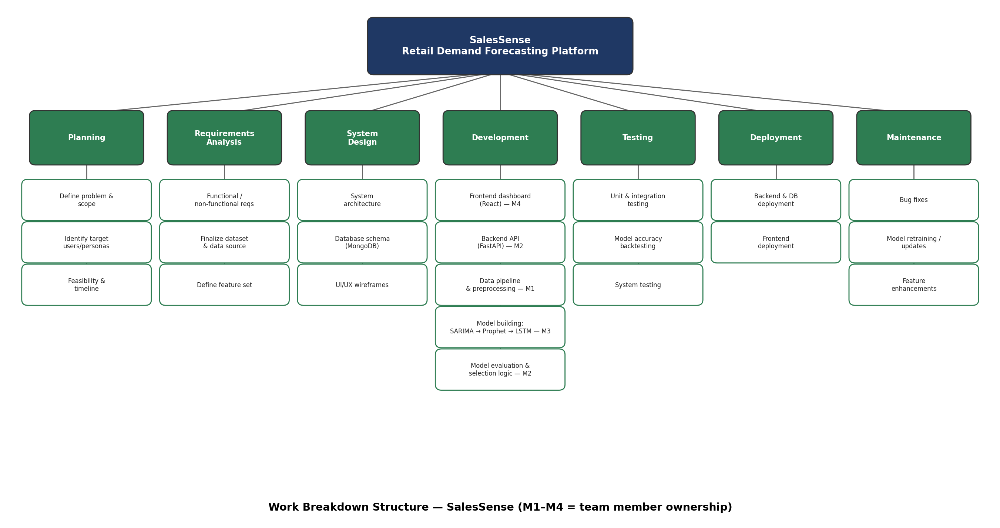 SalesSense
Retail Demand Forecasting Platform
Planning
Requirements
Analysis
System
Design
Development
Testing
Deployment
Maintenance
Define problem &
scope
Identify target
users/personas
Feasibility &
timeline
Functional /
non-functional reqs
Finalize dataset
& data source
Define feature set
System
architecture
Database schema
(MongoDB)
UI/UX wireframes
Frontend dashboard
(React) — M4
Backend API
(FastAPI) — M2
Data pipeline
& preprocessing — M1
Model building:
SARIMA → Prophet → LSTM — M3
Model evaluation &
selection logic — M2
Unit & integration
testing
Model accuracy
backtesting
System testing
Backend & DB
deployment
Frontend
deployment
Bug fixes
Model retraining /
updates
Feature
enhancements
Work Breakdown Structure — SalesSense (M1–M4 = team member ownership)